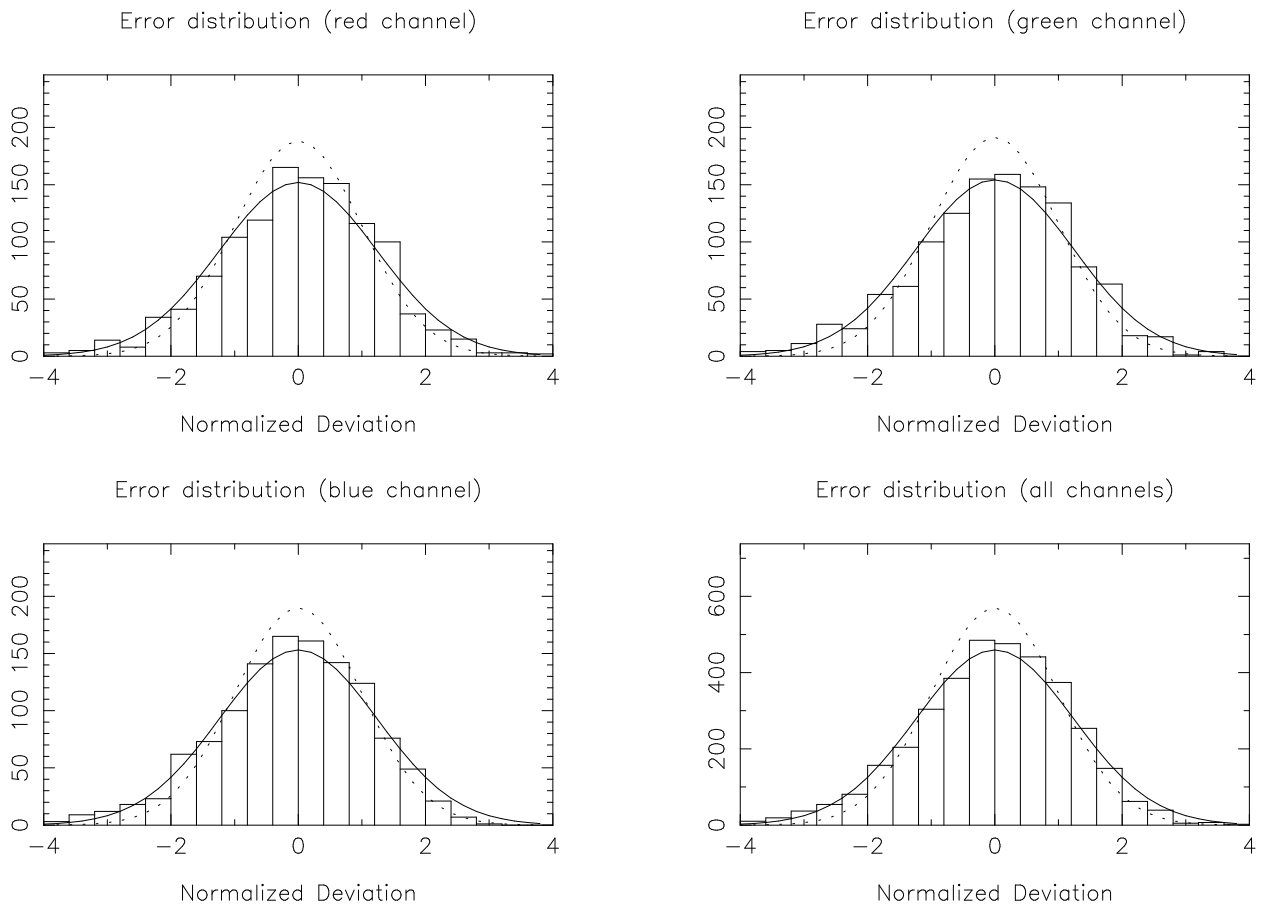 Error distribution (red channel)
Error distribution (green channel)
200
150
100
50
0
-4 -2 0 2 4
Normalized Deviation
200
150
100
50
0
-4 -2 0 2 4
Normalized Deviation
Error distribution (blue channel)
Error distribution (all channels)
200
150
100
50
0
-4 -2 0 2 4
Normalized Deviation
600
400
200
0
-4 -2 0 2 4
Normalized Deviation